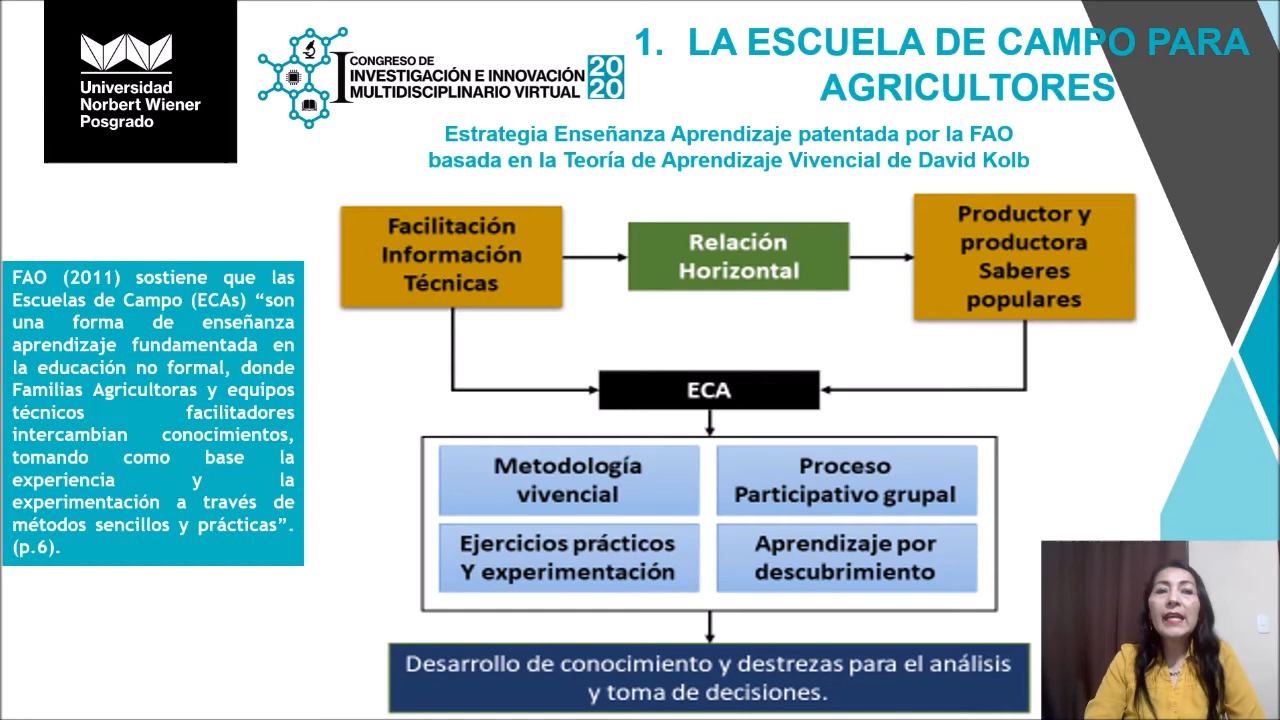 Universidad
Norbert Wiener
Posgrado
I CONGRESO DE
INVESTIGACIÓN E INNOVACIÓN
MULTIDISCIPLINARIO VIRTUAL
20
20
1. LA ESCUELA DE CAMPO PARA
AGRICULTORES
Estrategia Enseñanza Aprendizaje patentada por la FAO
basada en la Teoría de Aprendizaje Vivencial de David Kolb
FAO (2011) sostiene que las
Escuelas de Campo (ECAs) “son
una forma de enseñanza
aprendizaje fundamentada en
la educación no formal, donde
Familias Agricultoras y equipos
técnicos facilitadores
intercambian conocimientos,
tomando como base la
experiencia y la
experimentación a través de
métodos sencillos y prácticas”.
(p.6).
Facilitación
Información
Técnicas
Relación
Horizontal
Productor y
productora
Saberes
populares
ECA
Metodología
vivencial
Proceso
Participativo grupal
Ejercicios prácticos
Y experimentación
Aprendizaje por
descubrimiento
Desarrollo de conocimiento y destrezas para el análisis
y toma de decisiones.